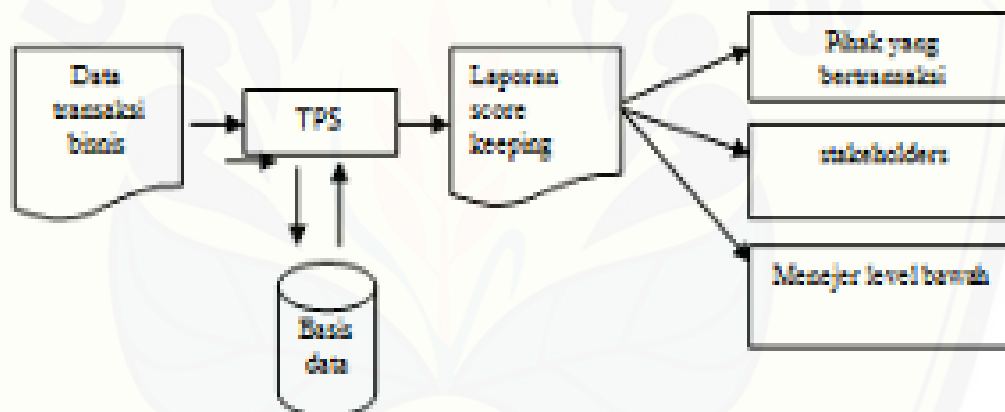 Data
transaksi
bisnis
TPS
Basis
data
Laporan
score
keeping
Pihak yang
bertransaksi
stakeholders
Menejer level bawah